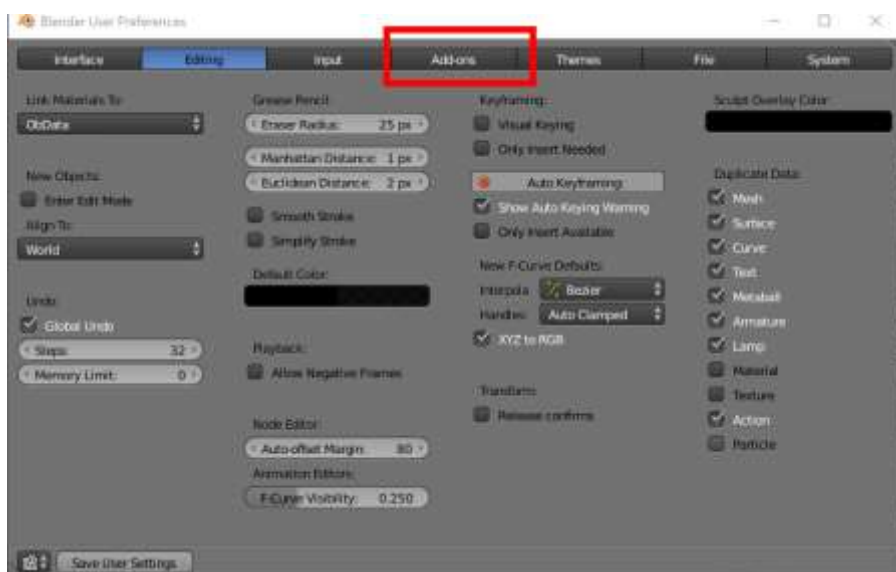 Blender User Preferences
Interface Editing Input Add-ons Themes File System
Link Materials To:
ObData
New Objects:
Enter Edit Mode
Align To:
World
Undo:
Global Undo
Steps: 32
Memory Limit: 0
Grease Pencil:
Eraser Radius: 25 px
Manhattan Distance: 1 px
Euclidean Distance: 2 px
Smooth Stroke
Simplify Stroke
Default Color:
Playback:
Allow Negative Frames
Node Editor:
Auto-offset Margin: 80
Animation Editors:
F-Curve Visibility: 0.250
Keyframing:
Visual Keying
Only Insert Needed
Auto Keyframing
Show Auto Keying Warning
Only Insert Available
New F-Curve Defaults:
Interpola Bezier
Handles: Auto Clamped
XYZ to RGB
Transform:
Release confirms
Sculpt Overlay Color:
Duplicate Data:
Mesh
Surface
Curve
Text
Metaball
Armature
Lamp
Material
Texture
Action
Particle
Save User Settings